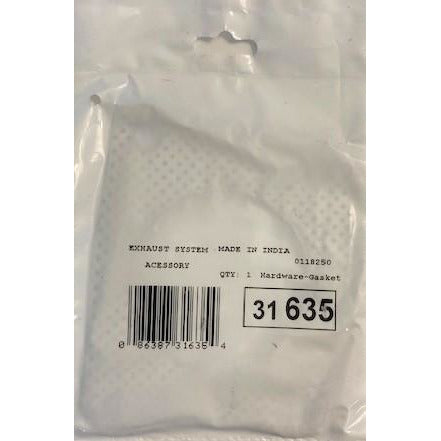 EXHAUST SYSTEM MADE IN INDIA
ACESSORY 0118250
QTY: 1 Hardware-Gasket
31 635
0 86387 31635 4